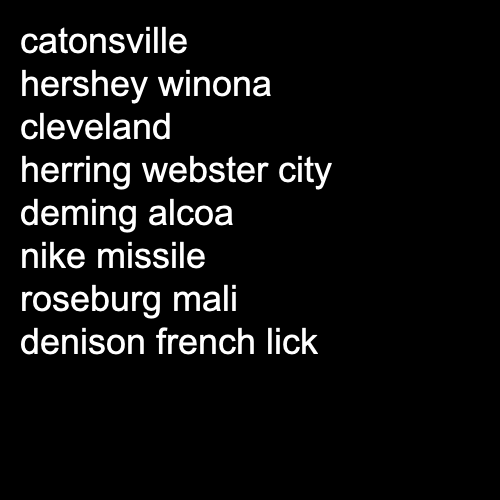 catonsville
hershey winona
cleveland
herring webster city
deming alcoa
nike missile
roseburg mali
denison french lick